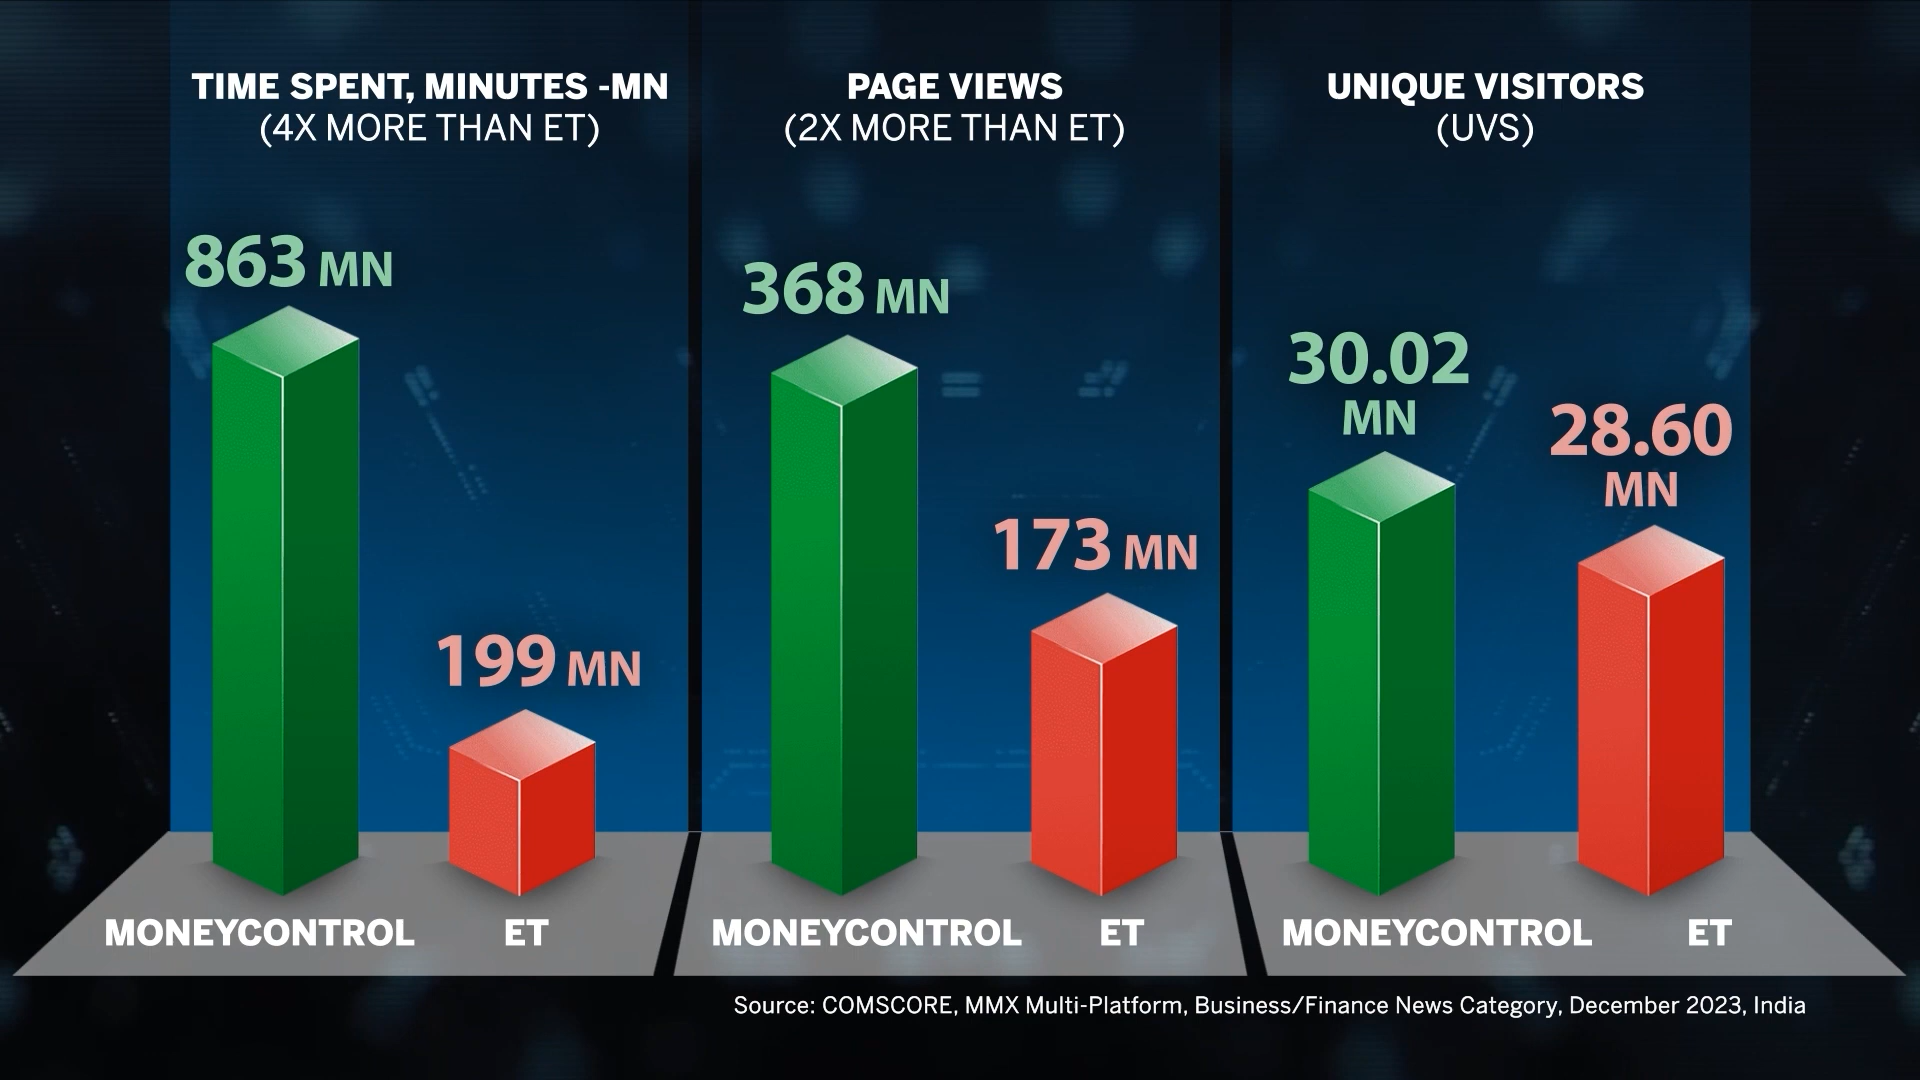 TIME SPENT, MINUTES -MN
(4X MORE THAN ET)
863 MN
199 MN
MONEYCONTROL
ET
PAGE VIEWS
(2X MORE THAN ET)
368 MN
173 MN
MONEYCONTROL
ET
UNIQUE VISITORS
(UVS)
30.02
MN
28.60
MN
MONEYCONTROL
ET
Source: COMSCORE, MMX Multi-Platform, Business/Finance News Category, December 2023, India